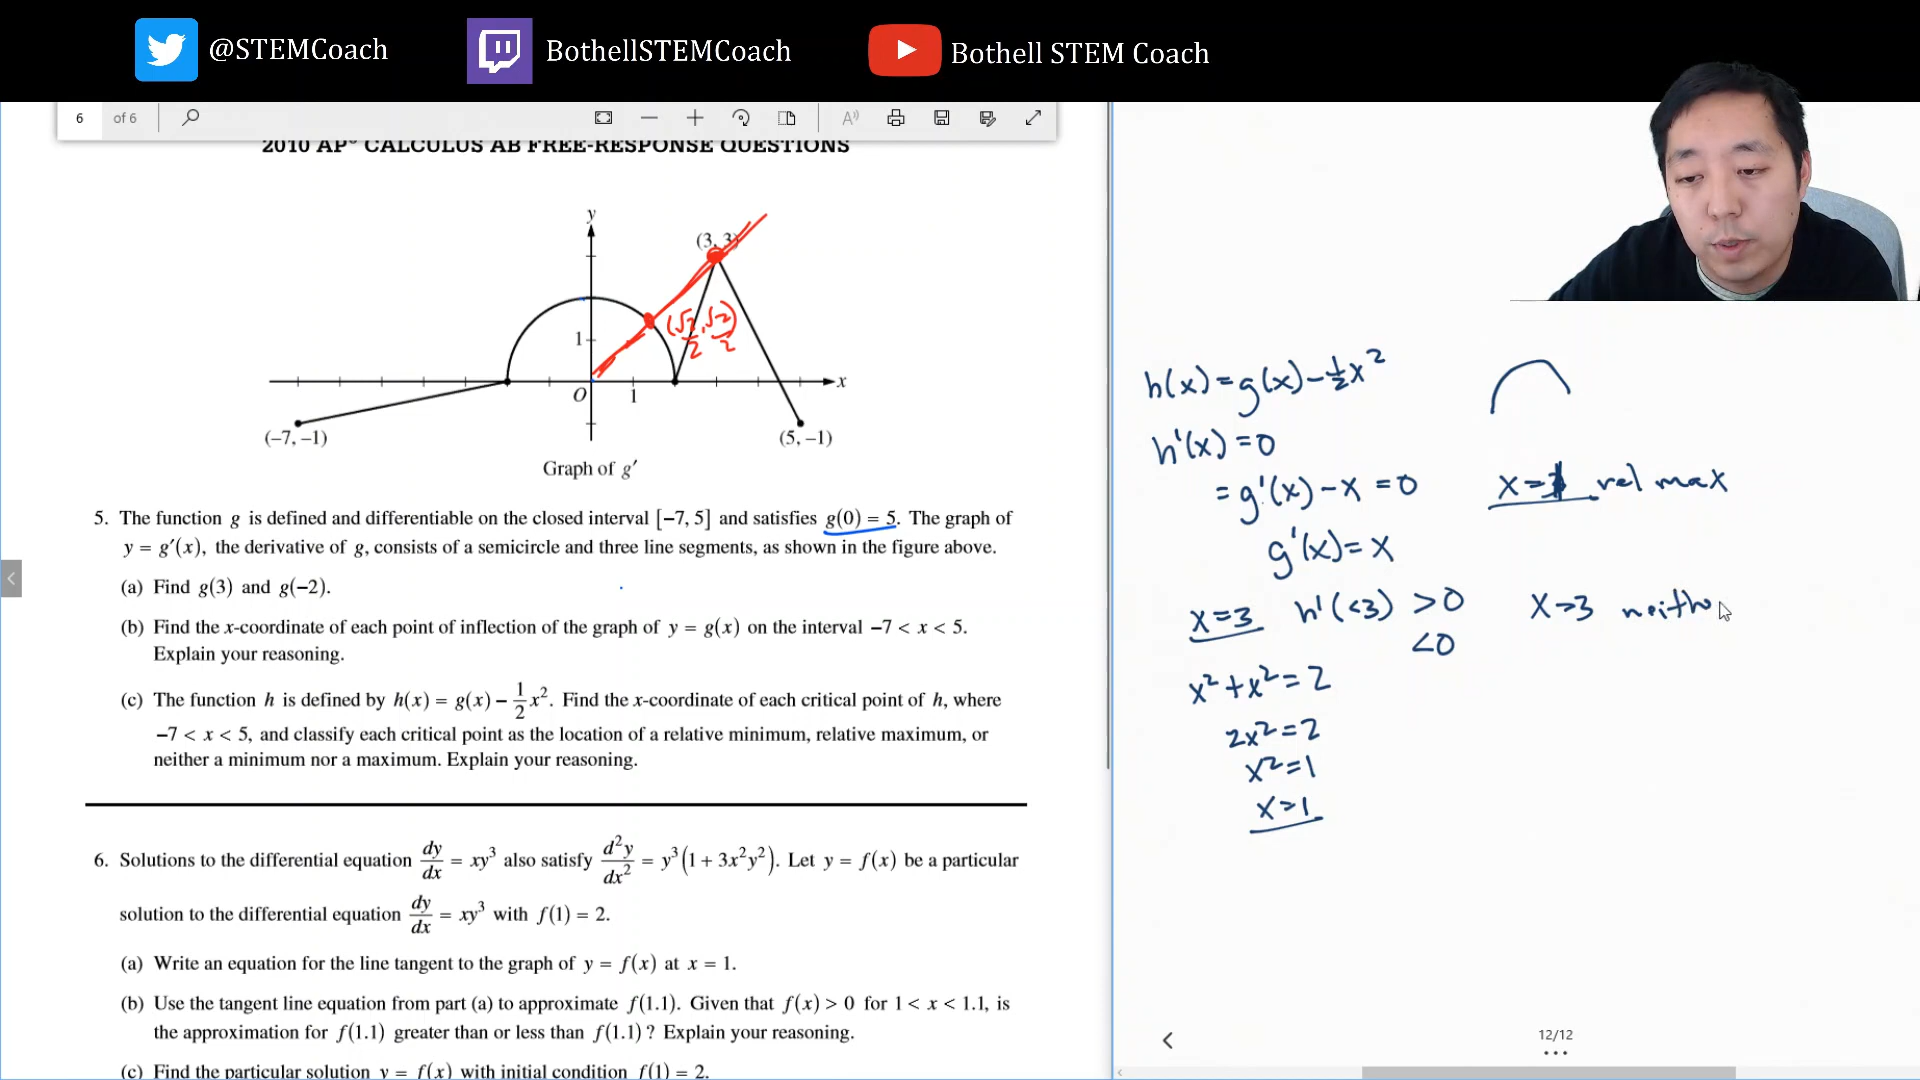 @STEMCoach BothellSTEMCoach Bothell STEM Coach
6 of 6
2010 AP® CALCULUS AB FREE-RESPONSE QUESTIONS
y
(3, 3)
(√2/2, √2/2)
1
O 1 x
(−7, −1) (5, −1)
Graph of g′
5. The function g is defined and differentiable on the closed interval [−7, 5] and satisfies g(0) = 5. The graph of
y = g′(x), the derivative of g, consists of a semicircle and three line segments, as shown in the figure above.
(a) Find g(3) and g(−2).
(b) Find the x-coordinate of each point of inflection of the graph of y = g(x) on the interval −7 < x < 5.
Explain your reasoning.
(c) The function h is defined by h(x) = g(x) − 1/2 x². Find the x-coordinate of each critical point of h, where
−7 < x < 5, and classify each critical point as the location of a relative minimum, relative maximum, or
neither a minimum nor a maximum. Explain your reasoning.
6. Solutions to the differential equation dy/dx = xy³ also satisfy d²y/dx² = y³(1 + 3x²y²). Let y = f(x) be a particular
solution to the differential equation dy/dx = xy³ with f(1) = 2.
(a) Write an equation for the line tangent to the graph of y = f(x) at x = 1.
(b) Use the tangent line equation from part (a) to approximate f(1.1). Given that f(x) > 0 for 1 < x < 1.1, is
the approximation for f(1.1) greater than or less than f(1.1)? Explain your reasoning.
(c) Find the particular solution y = f(x) with initial condition f(1) = 2.
h(x) = g(x) − 1/2 x²
h'(x) = 0
= g'(x) − x = 0
g'(x) = x
x = 3 h'(<3) > 0
< 0
x² + x² = 2
2x² = 2
x² = 1
x = 1
x = 1 rel max
x = 3 neithe
12/12